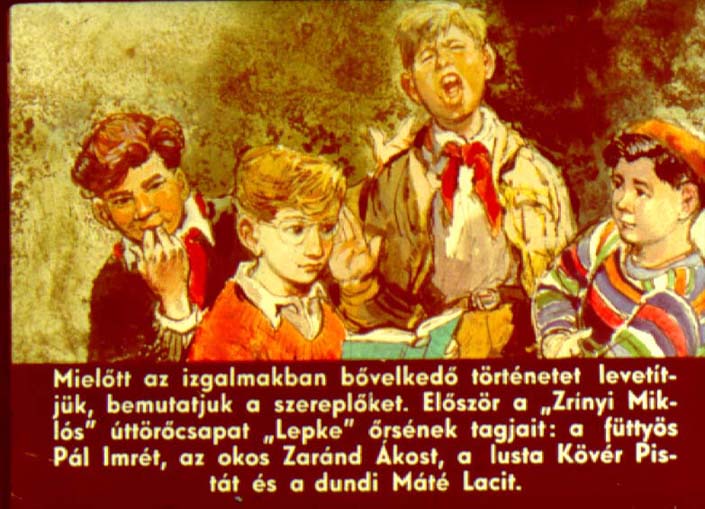 Mielőtt az izgalmakban bővelkedő történetet levetít-
jük, bemutatjuk a szereplőket. Először a „Zrínyi Mik-
lós” úttörőcsapat „Lepke” őrsének tagjait: a füttyös
Pál Imrét, az okos Zaránd Ákost, a lusta Kövér Pis-
tát és a dundi Máté Lacit.